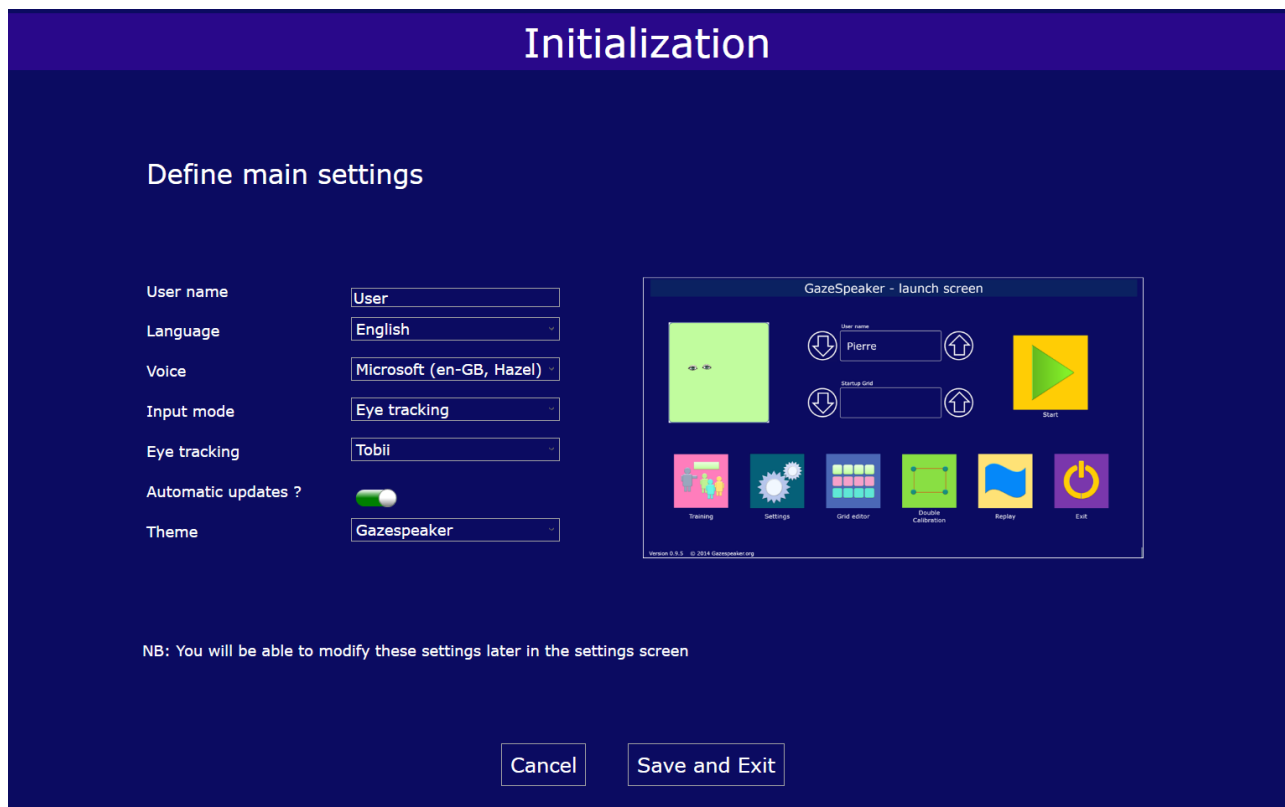 Initialization
Define main settings
User name
User
Language
English
Voice
Microsoft (en-GB, Hazel)
Input mode
Eye tracking
Eye tracking
Tobii
Automatic updates ?
Theme
Gazespeaker
GazeSpeaker - launch screen
User name
Pierre
Startup Grid
Start
Training
Settings
Grid editor
Double
Calibration
Replay
Exit
Version 0.9.5 © 2014 Gazespeaker.org
NB: You will be able to modify these settings later in the settings screen
Cancel
Save and Exit